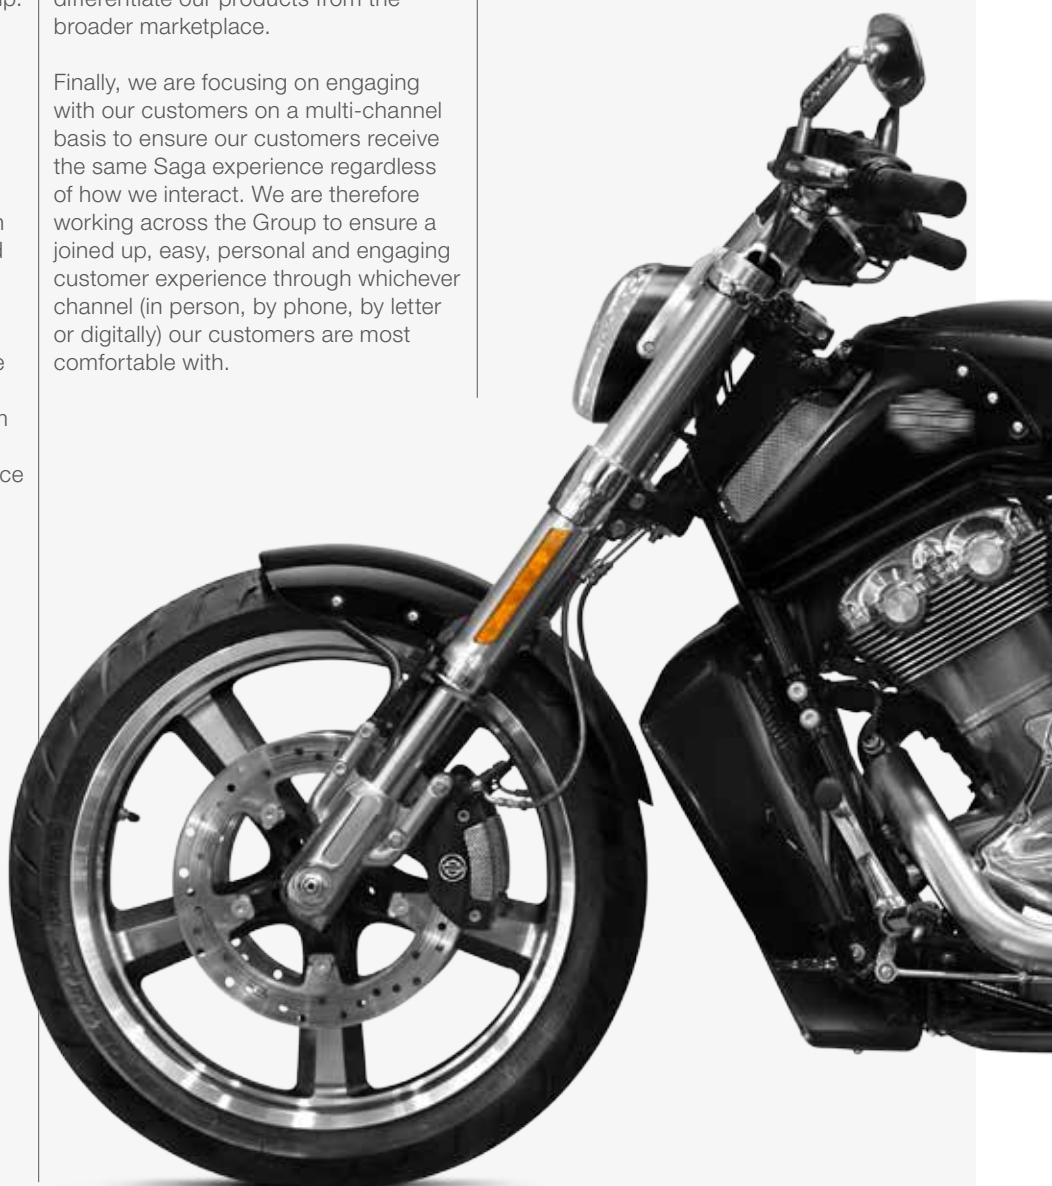 differentiate our products from the
broader marketplace.
Finally, we are focusing on engaging
with our customers on a multi-channel
basis to ensure our customers receive
the same Saga experience regardless
of how we interact. We are therefore
working across the Group to ensure a
joined up, easy, personal and engaging
customer experience through whichever
channel (in person, by phone, by letter
or digitally) our customers are most
comfortable with.